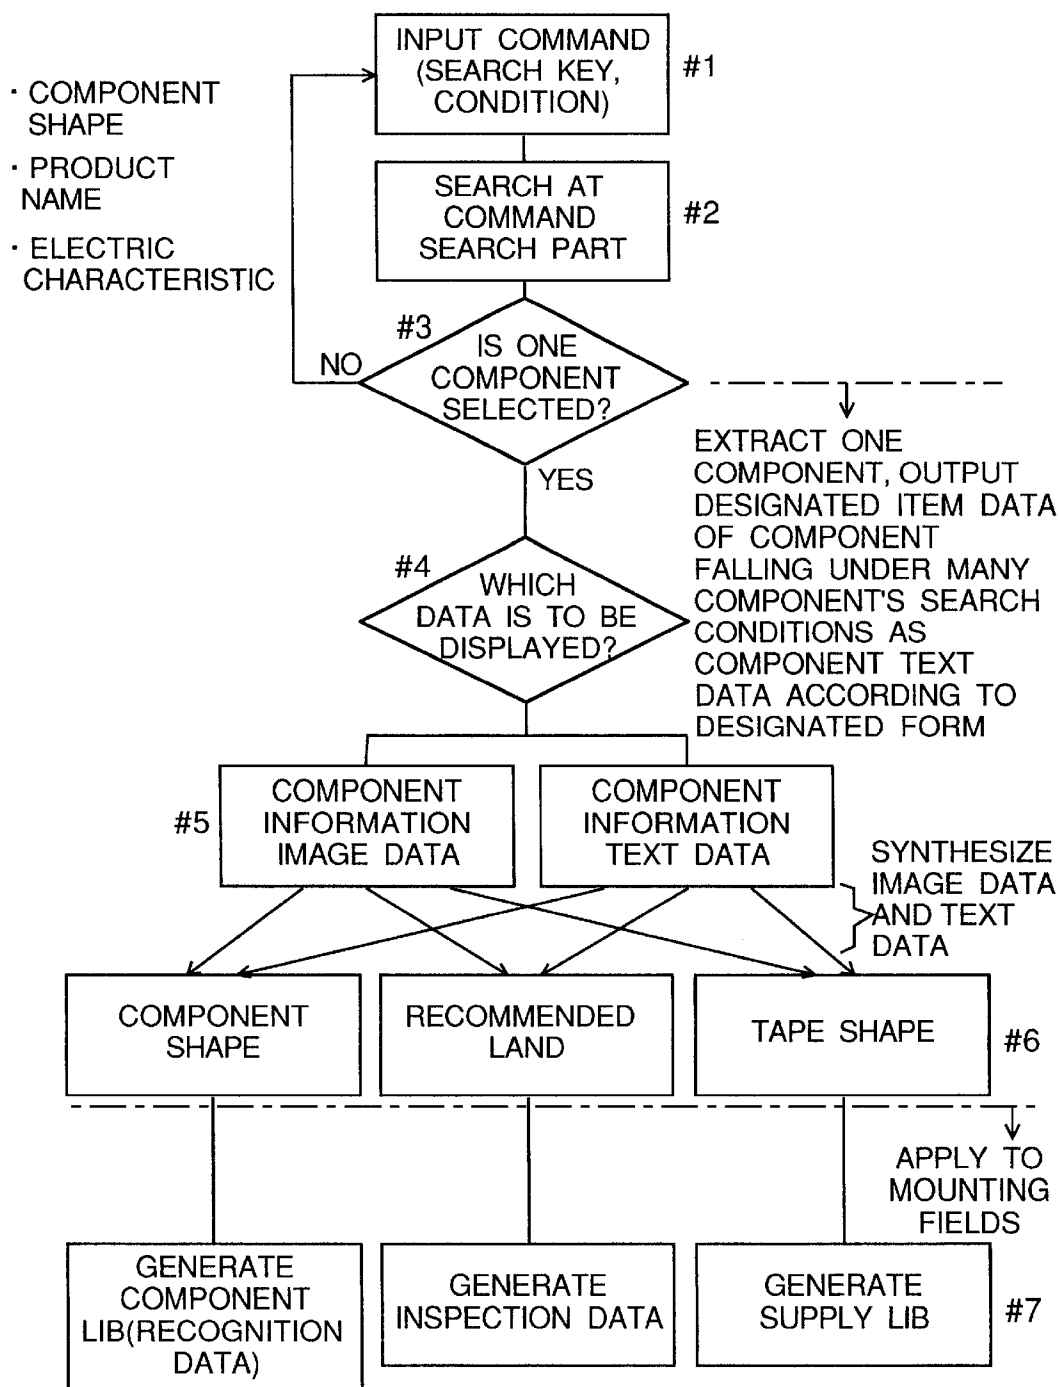 INPUT COMMAND
(SEARCH KEY,
CONDITION)
#1
· COMPONENT
SHAPE
· PRODUCT
NAME
· ELECTRIC
CHARACTERISTIC
SEARCH AT
COMMAND
SEARCH PART
#2
#3
IS ONE
COMPONENT
SELECTED?
NO
YES
EXTRACT ONE
COMPONENT, OUTPUT
DESIGNATED ITEM DATA
OF COMPONENT
FALLING UNDER MANY
COMPONENT'S SEARCH
CONDITIONS AS
COMPONENT TEXT
DATA ACCORDING TO
DESIGNATED FORM
#4
WHICH
DATA IS TO BE
DISPLAYED?
#5
COMPONENT
INFORMATION
IMAGE DATA
COMPONENT
INFORMATION
TEXT DATA
SYNTHESIZE
IMAGE DATA
AND TEXT
DATA
COMPONENT
SHAPE
RECOMMENDED
LAND
TAPE SHAPE
#6
APPLY TO
MOUNTING
FIELDS
GENERATE
COMPONENT
LIB(RECOGNITION
DATA)
GENERATE
INSPECTION DATA
GENERATE
SUPPLY LIB
#7